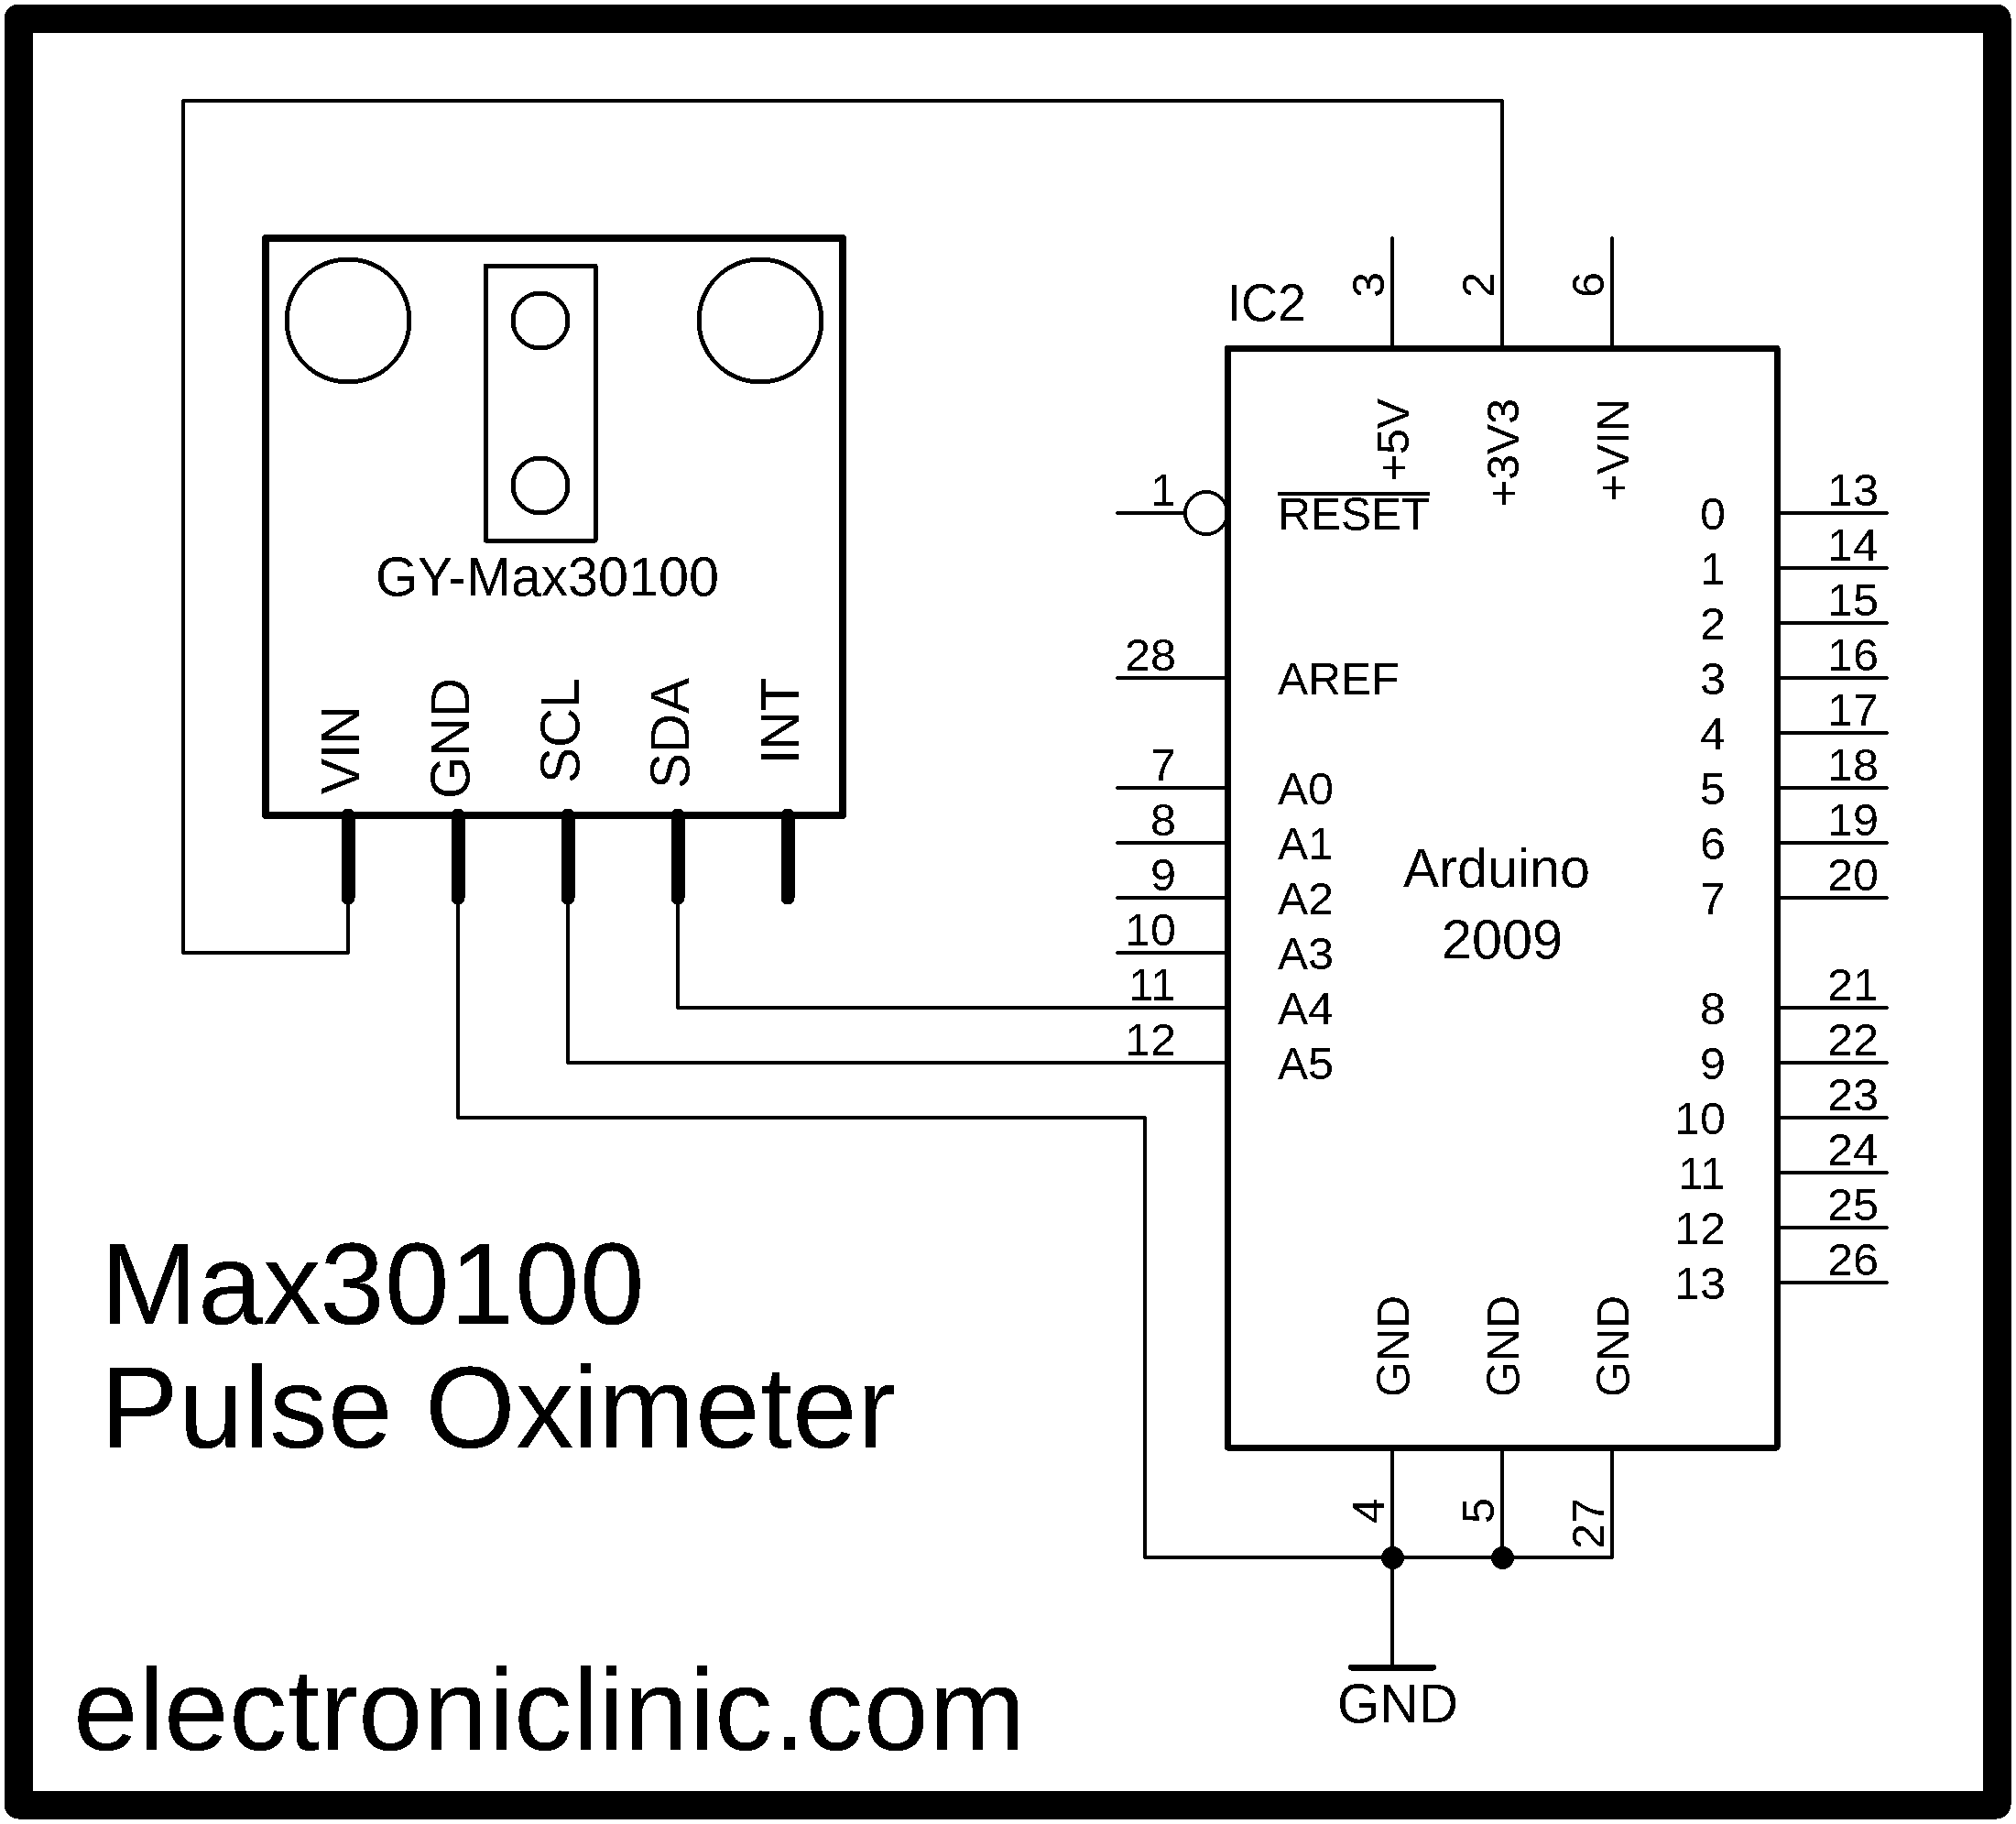 IC2
3
2
6
+5V
+3V3
+VIN
GY-Max30100
VIN
GND
SCL
SDA
INT
1
RESET
28
AREF
7
A0
8
A1
9
A2
10
A3
11
A4
12
A5
Arduino
2009
0
13
1
14
2
15
3
16
4
17
5
18
6
19
7
20
8
21
9
22
10
23
11
24
12
25
13
26
GND
GND
GND
4
5
27
GND
Max30100
Pulse Oximeter
electroniclinic.com